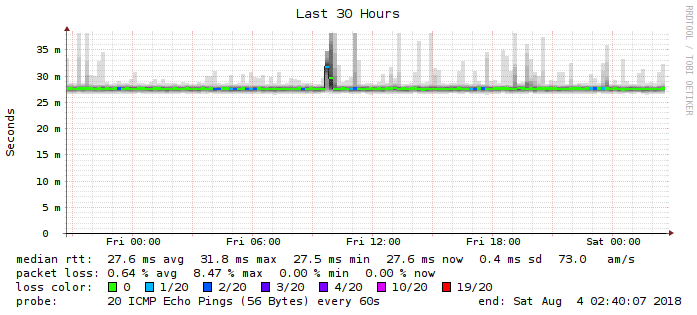 Last 30 Hours
RRDTOOL / TOBI OETIKER
Seconds
35 m
30 m
25 m
20 m
15 m
10 m
5 m
0
Fri 00:00 Fri 06:00 Fri 12:00 Fri 18:00 Sat 00:00
median rtt: 27.6 ms avg 31.8 ms max 27.5 ms min 27.6 ms now 0.4 ms sd 73.0 am/s
packet loss: 0.64 % avg 8.47 % max 0.00 % min 0.00 % now
loss color: 0 1/20 2/20 3/20 4/20 10/20 19/20
probe: 20 ICMP Echo Pings (56 Bytes) every 60s end: Sat Aug 4 02:40:07 2018